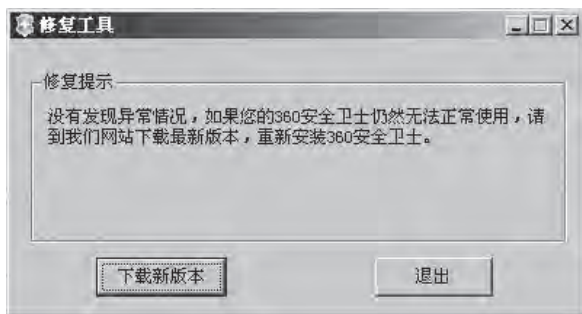 修复工具
修复提示
没有发现异常情况，如果您的360安全卫士仍然无法正常使用，请
到我们网站下载最新版本，重新安装360安全卫士。
下载新版本
退出